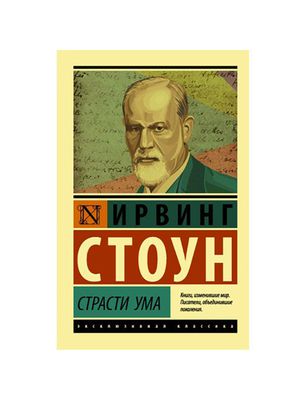 ИРВИНГ
СТОУН
СТРАСТИ УМА
Книги, изменившие мир.
Писатели, объединившие
поколения.
ЭКСКЛЮЗИВНАЯ КЛАССИКА